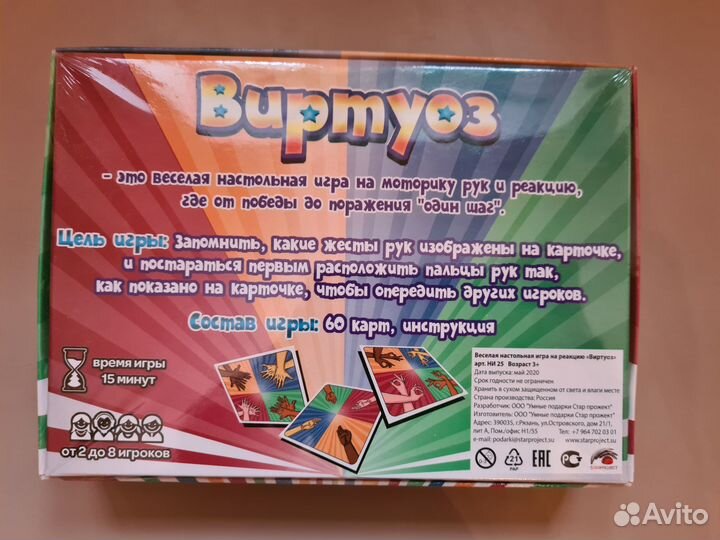 Виртуоз
- это веселая настольная игра на моторику рук и реакцию,
где от победы до поражения "один шаг".
Цель игры: Запомнить, какие жесты рук изображены на карточке,
и постараться первым расположить пальцы рук так,
как показано на карточке, чтобы опередить других игроков.
Состав игры: 60 карт, инструкция
время игры
15 минут
от 2 до 8 игроков
Веселая настольная игра на реакцию «Виртуоз»
арт. НИ 25 Возраст 3+
Дата выпуска: май 2020
Срок годности не ограничен
Хранить в сухом защищенном от света и влаги месте
Страна производства: Россия
Разработчик: ООО "Умные подарки Стар прожект"
Изготовитель: ООО "Умные подарки Стар прожект"
Адрес: 390035, г.Рязань, ул.Островского, дом 21/1,
лит А, Пом./офис Н1/55 Тел.: +7 964 702 03 01
e-mail: podarki@starproject.su www.starproject.su
21
PAP
EAC
STARPROJECT
Avito